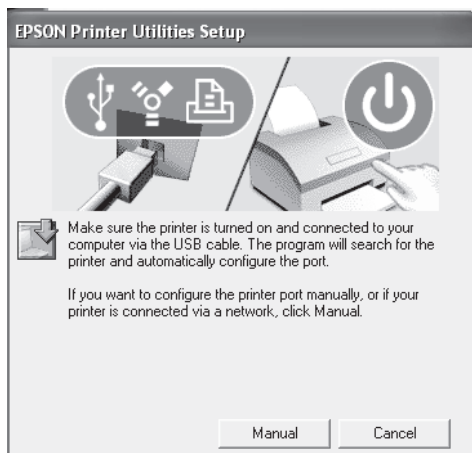 EPSON Printer Utilities Setup
Make sure the printer is turned on and connected to your
computer via the USB cable. The program will search for the
printer and automatically configure the port.
If you want to configure the printer port manually, or if your
printer is connected via a network, click Manual.
Manual
Cancel